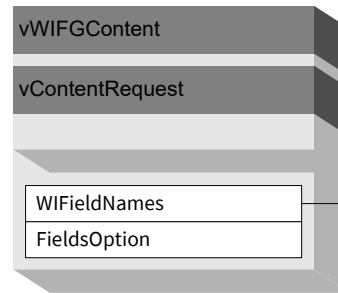 vWIFGContent
vContentRequest
WIFieldNames
FieldsOption